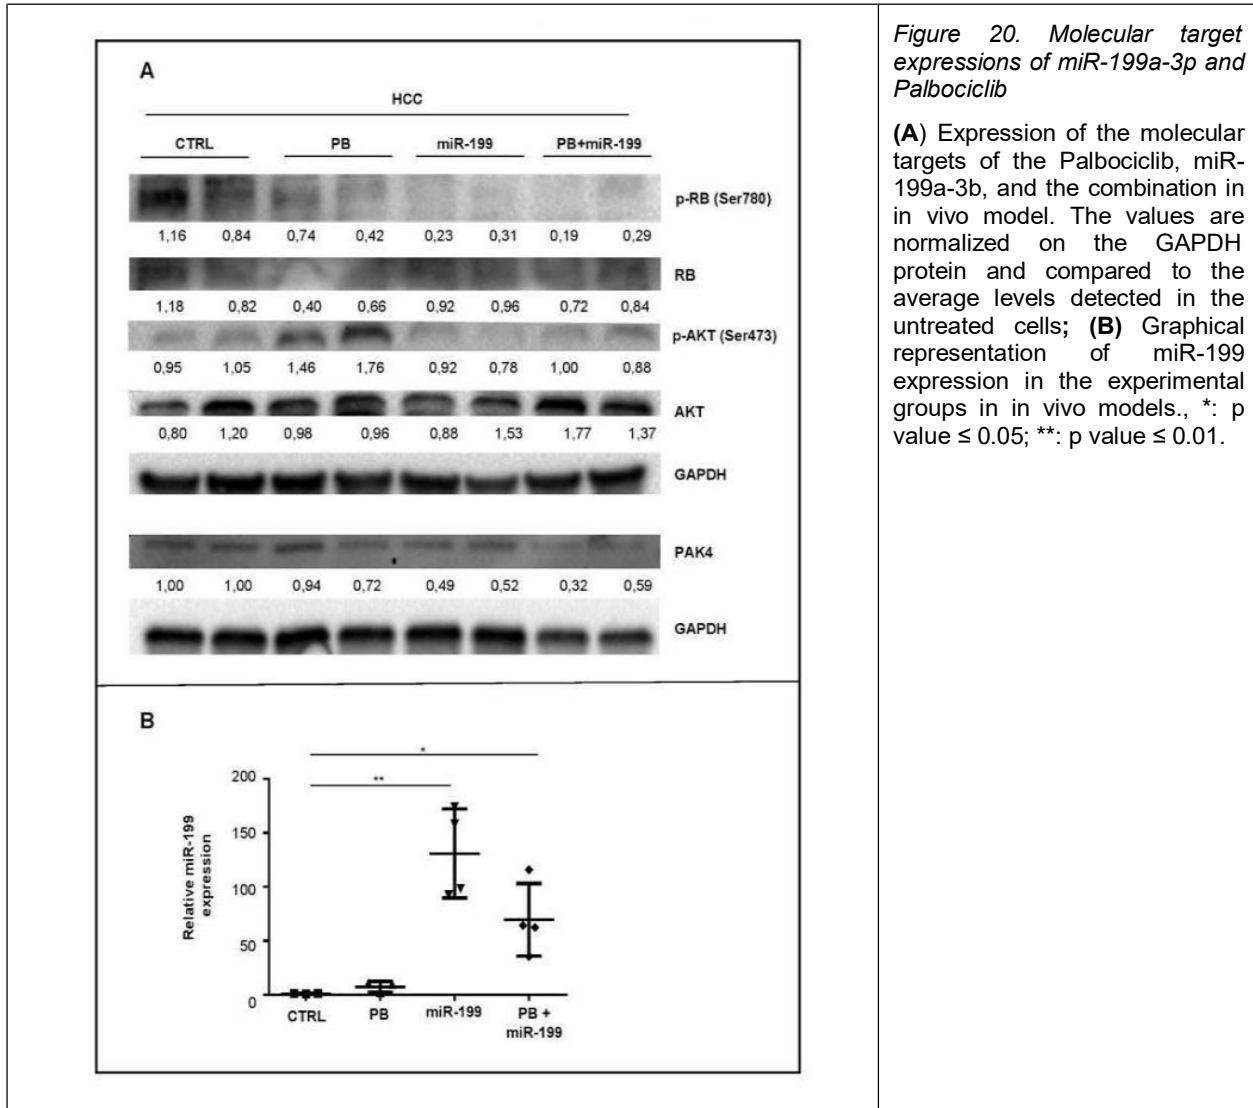 A
HCC
CTRL PB miR-199 PB+miR-199
p-RB (Ser780)
1,16 0,84 0,74 0,42 0,23 0,31 0,19 0,29
RB
1,18 0,82 0,40 0,66 0,92 0,96 0,72 0,84
p-AKT (Ser473)
0,95 1,05 1,46 1,76 0,92 0,78 1,00 0,88
AKT
0,80 1,20 0,98 0,96 0,88 1,53 1,77 1,37
GAPDH
PAK4
1,00 1,00 0,94 0,72 0,49 0,52 0,32 0,59
GAPDH
B
*
**
200
150
100
50
0
Relative miR-199
expression
CTRL PB miR-199 PB +
miR-199
Figure 20. Molecular target
expressions of miR-199a-3p and
Palbociclib
(A) Expression of the molecular
targets of the Palbociclib, miR-
199a-3b, and the combination in
in vivo model. The values are
normalized on the GAPDH
protein and compared to the
average levels detected in the
untreated cells; (B) Graphical
representation of miR-199
expression in the experimental
groups in in vivo models., *: p
value ≤ 0.05; **: p value ≤ 0.01.